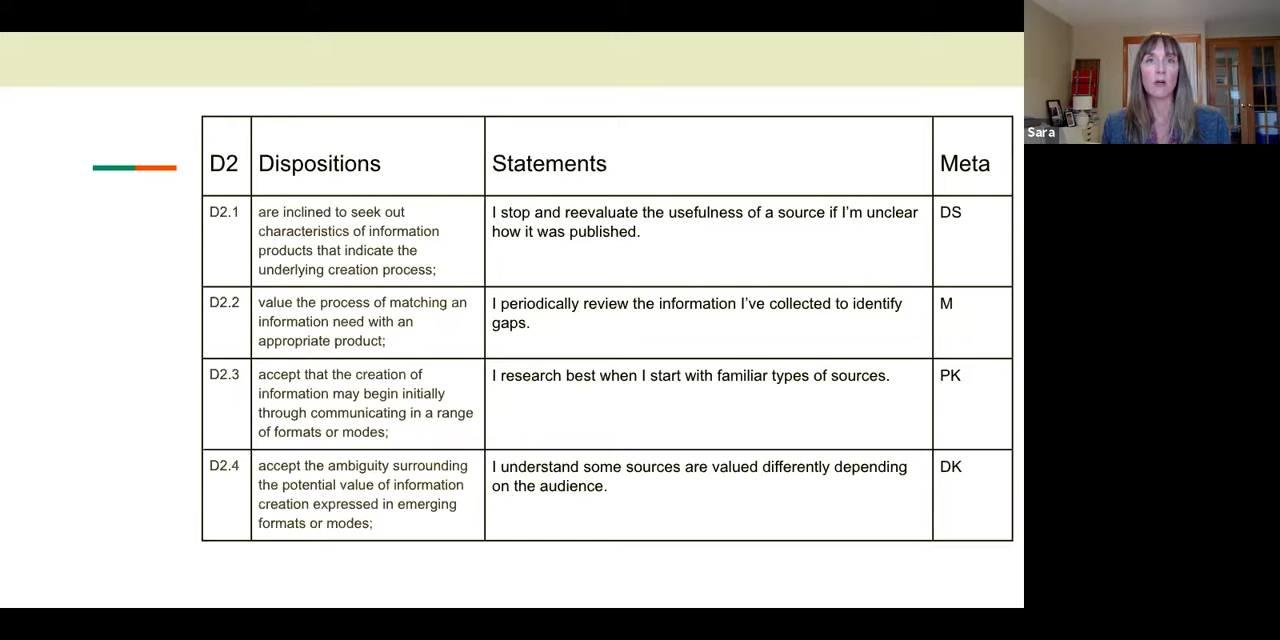 D2 Dispositions Statements Meta
D2.1 are inclined to seek out I stop and reevaluate the usefulness of a source if I'm unclear DS
characteristics of information how it was published.
products that indicate the
underlying creation process;
D2.2 value the process of matching an I periodically review the information I've collected to identify M
information need with an gaps.
appropriate product;
D2.3 accept that the creation of I research best when I start with familiar types of sources. PK
information may begin initially
through communicating in a range
of formats or modes;
D2.4 accept the ambiguity surrounding I understand some sources are valued differently depending DK
the potential value of information on the audience.
creation expressed in emerging
formats or modes;
Sara